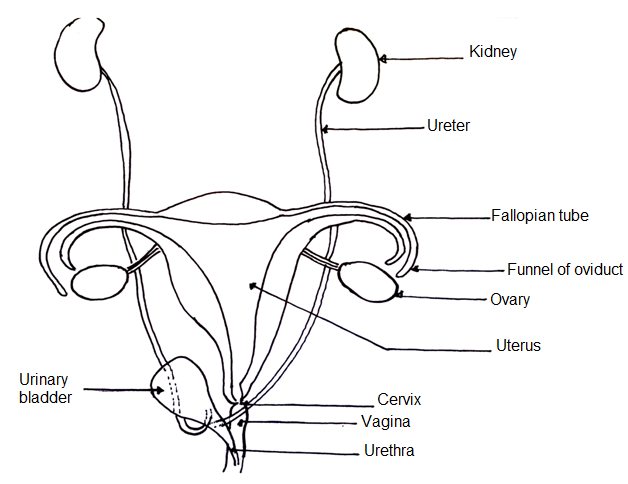 Kidney
Ureter
Fallopian tube
Funnel of oviduct
Ovary
Uterus
Urinary
bladder
Cervix
Vagina
Urethra